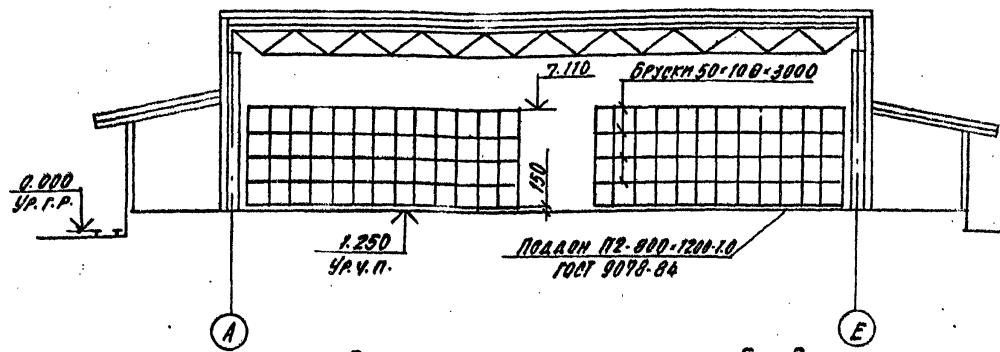 7.110
Бруски 50×100×3000
0.000
Ур. г.р.
150
1.250
Ур. ч.п.
Поддон П2-800×1200-1.0
ГОСТ 9078-84
А
Е